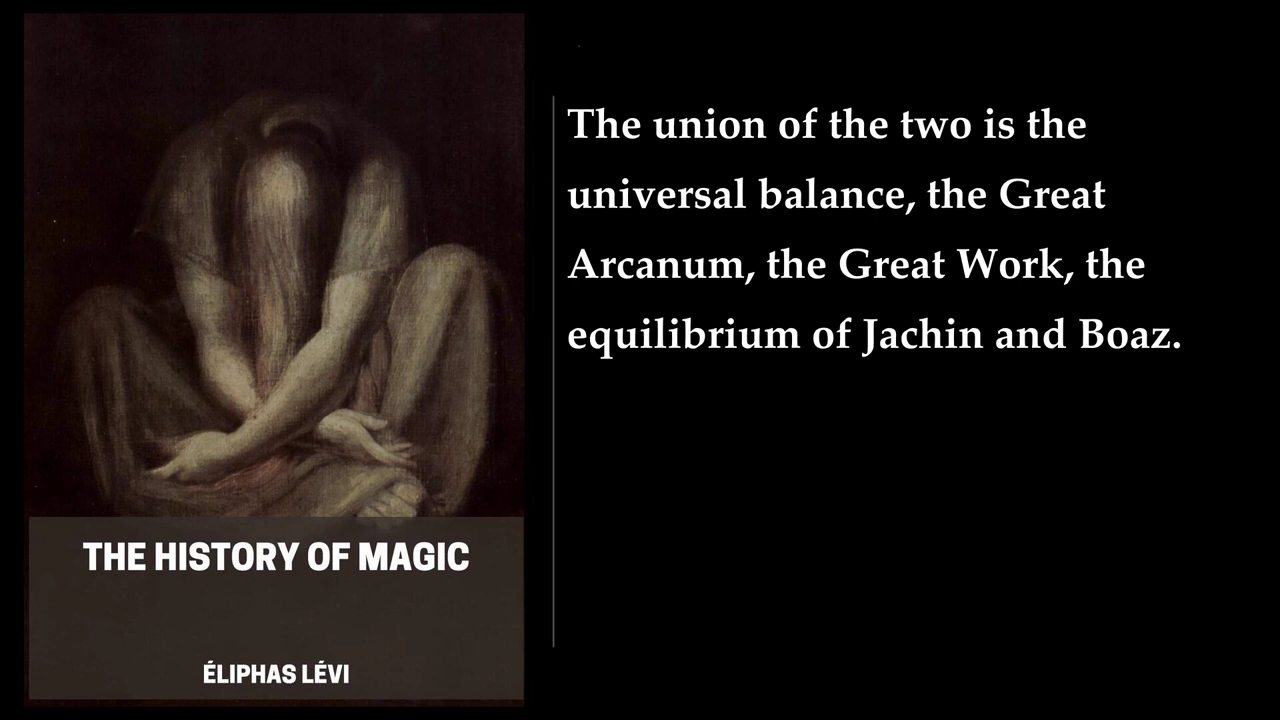 The union of the two is the
universal balance, the Great
Arcanum, the Great Work, the
equilibrium of Jachin and Boaz.
THE HISTORY OF MAGIC
ÉLIPHAS LÉVI